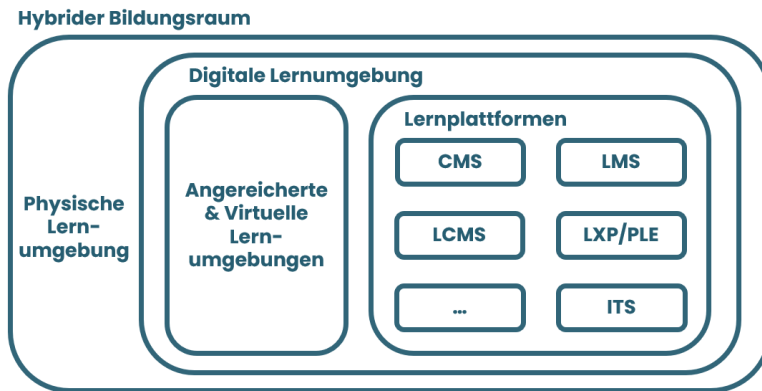 Hybrider Bildungsraum
Digitale Lernumgebung
Lernplattformen
CMS
LMS
Physische
Lern-
umgebung
Angereicherte
& Virtuelle
Lern-
umgebungen
LCMS
LXP/PLE
...
ITS